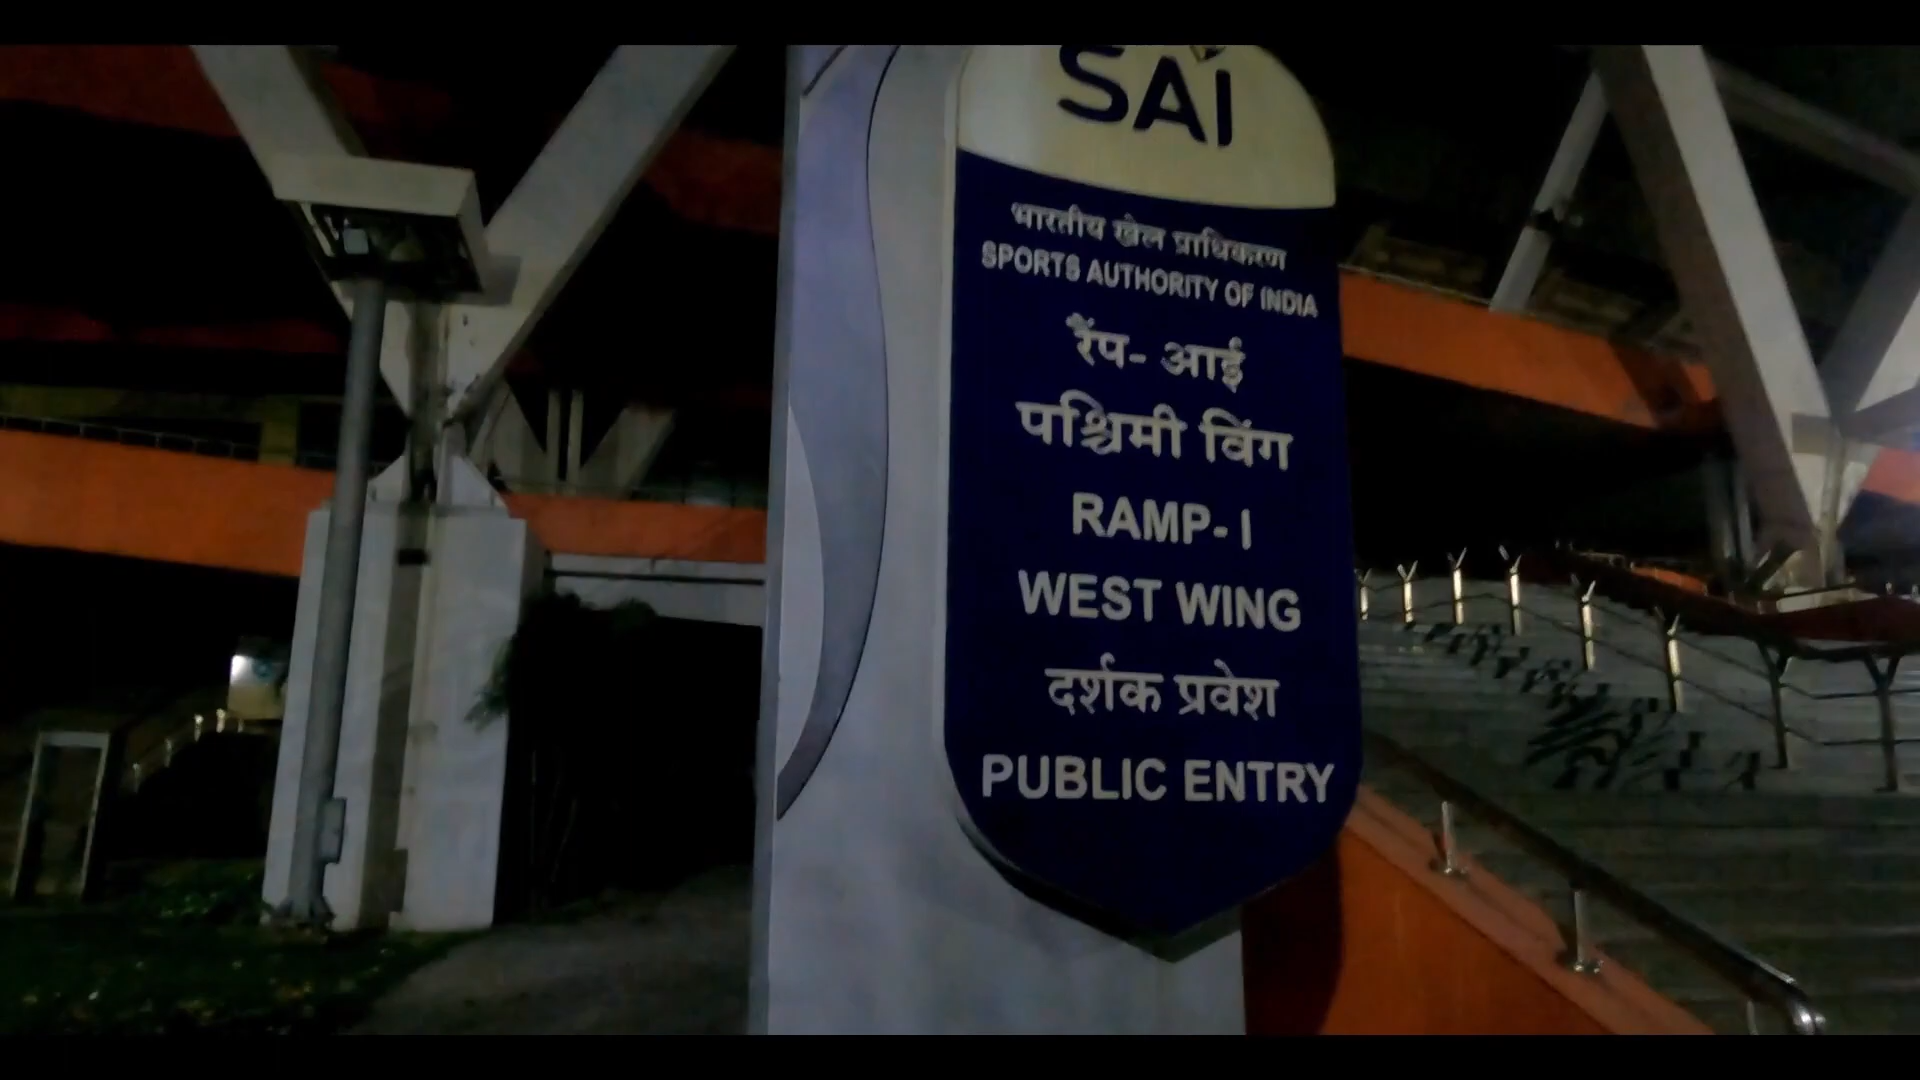 SAI
भारतीय खेल प्राधिकरण
SPORTS AUTHORITY OF INDIA
रैंप- आई
पश्चिमी विंग
RAMP- I
WEST WING
दर्शक प्रवेश
PUBLIC ENTRY